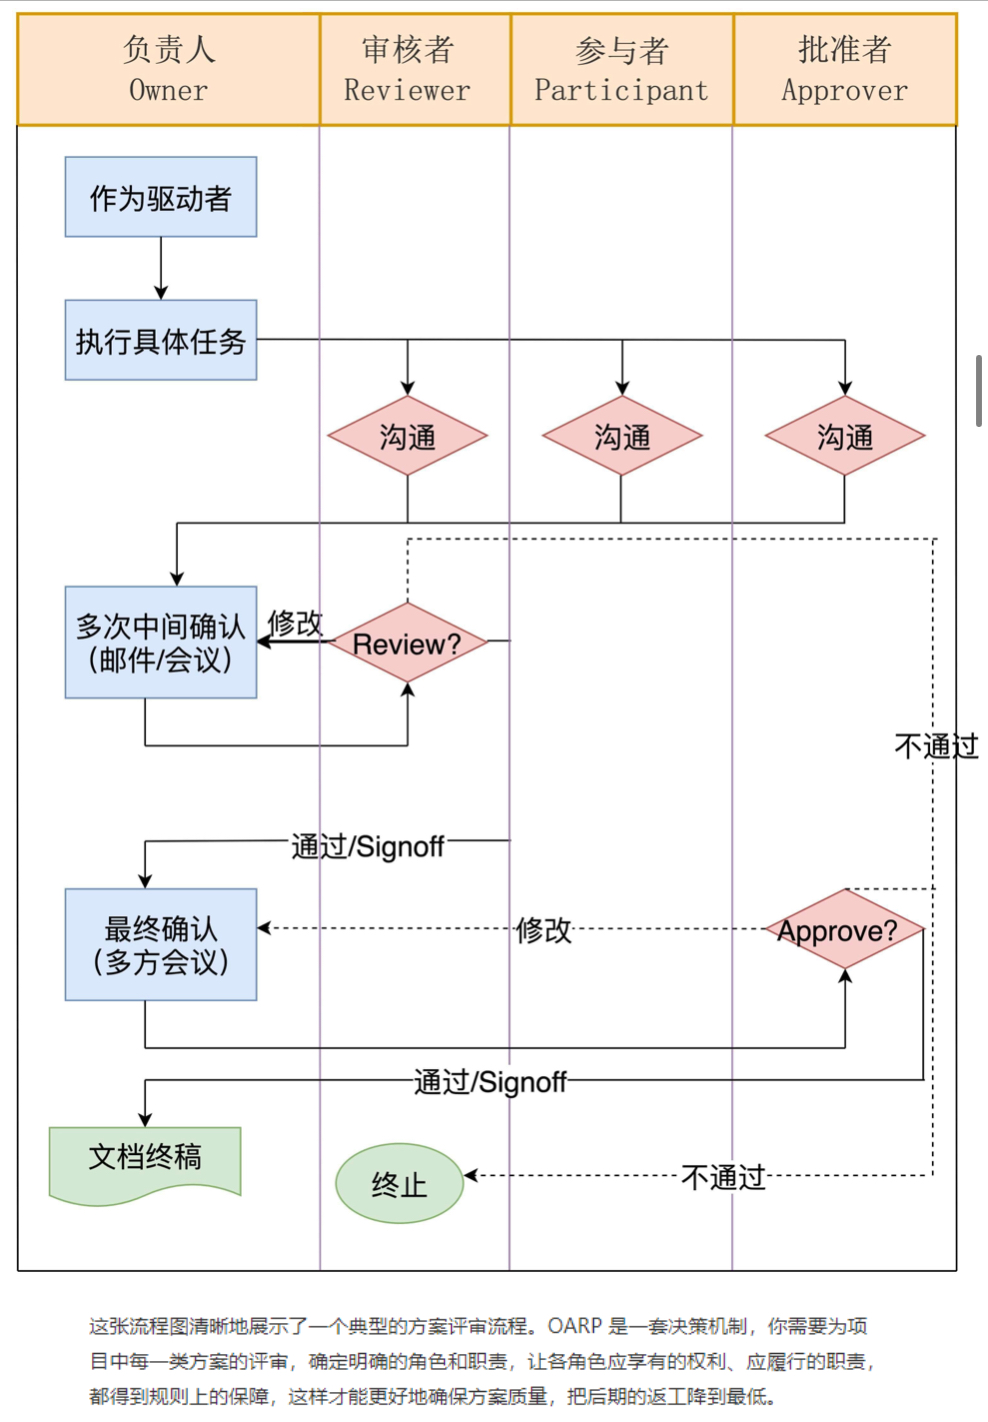 负责人
Owner
审核者
Reviewer
参与者
Participant
批准者
Approver
作为驱动者
执行具体任务
沟通
沟通
沟通
多次中间确认
（邮件/会议）
修改
Review?
不通过
通过/Signoff
最终确认
（多方会议）
修改
Approve?
通过/Signoff
文档终稿
终止
不通过
这张流程图清晰地展示了一个典型的方案评审流程。OARP 是一套决策机制，你需要为项
目中每一类方案的评审，确定明确的角色和职责，让各角色应享有的权利、应履行的职责，
都得到规则上的保障，这样才能更好地确保方案质量，把后期的返工降到最低。